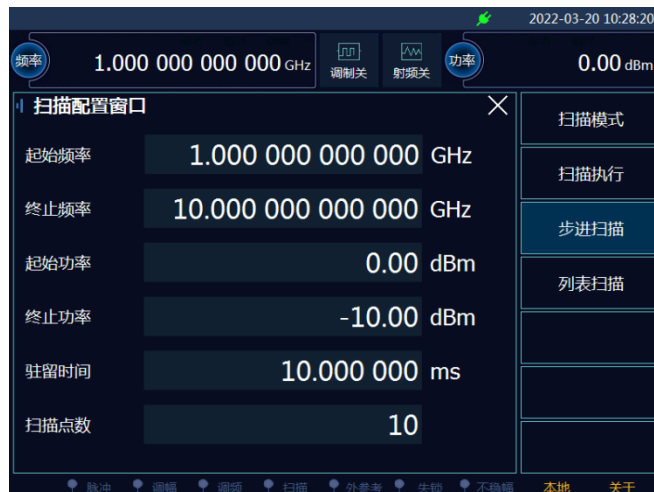 2022-03-20 10:28:20
频率 1.000 000 000 000 GHz 调制关 射频关 功率 0.00 dBm
扫描配置窗口
起始频率 1.000 000 000 000 GHz
终止频率 10.000 000 000 000 GHz
起始功率 0.00 dBm
终止功率 -10.00 dBm
驻留时间 10.000 000 ms
扫描点数 10
扫描模式
扫描执行
步进扫描
列表扫描
脉冲 调幅 调频 扫描 外参考 失锁 不稳幅 本地 关于